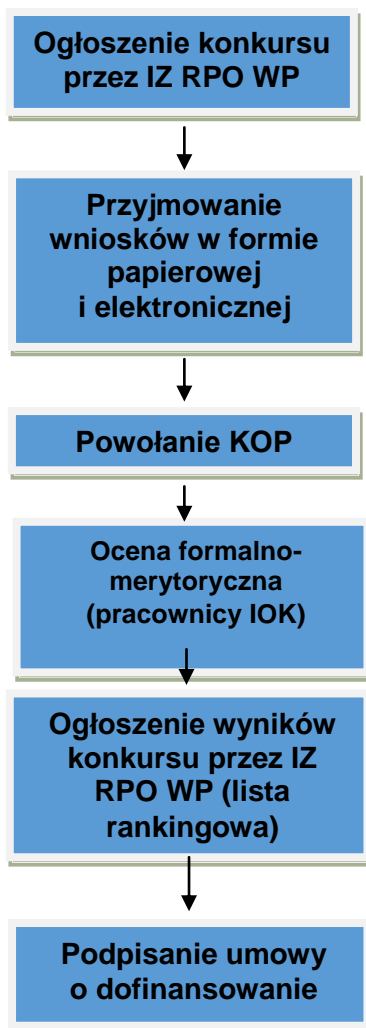 Ogłoszenie konkursu
przez IZ RPO WP
Przyjmowanie
wniosków w formie
papierowej
i elektronicznej
Powołanie KOP
Ocena formalno-
merytoryczna
(pracownicy IOK)
Ogłoszenie wyników
konkursu przez IZ
RPO WP (lista
rankingowa)
Podpisanie umowy
o dofinansowanie